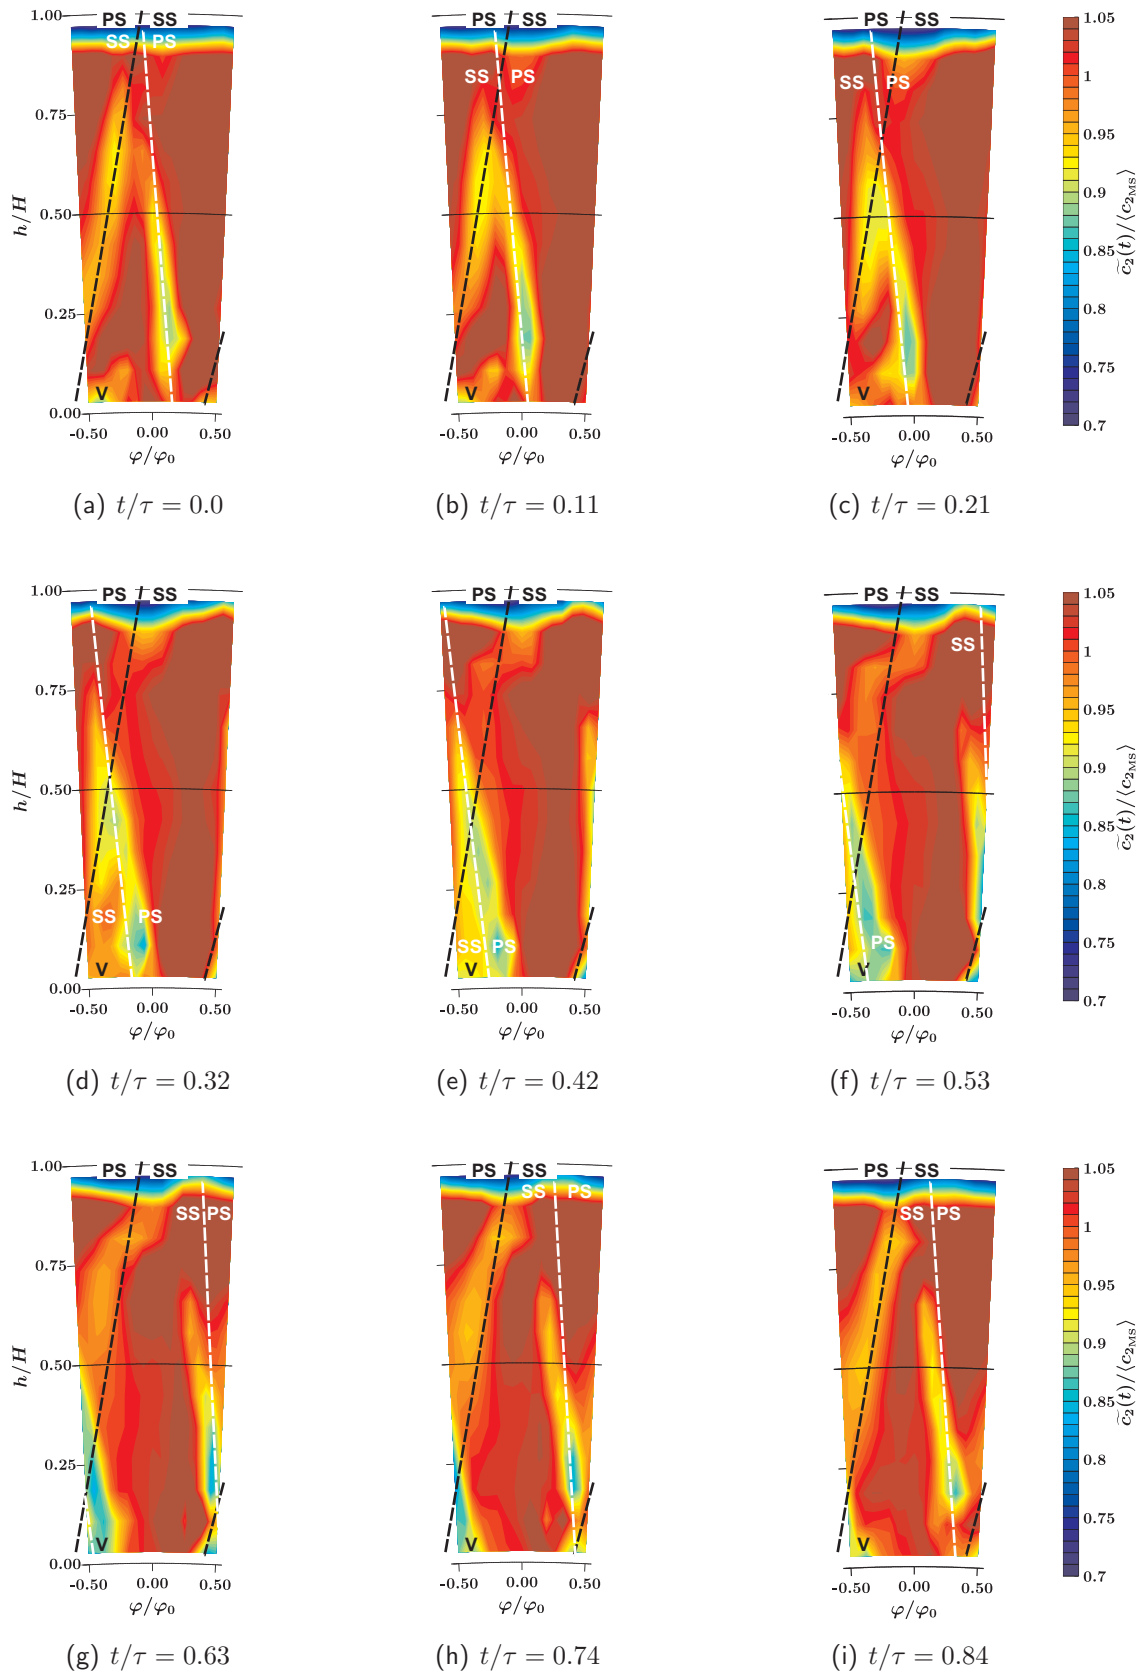 PS SS
SS PS
1.00
0.75
0.50
0.25
0.00
h/H
V
-0.50 0.00 0.50
φ/φ₀
(a) t/τ = 0.0
PS SS
SS PS
V
-0.50 0.00 0.50
φ/φ₀
(b) t/τ = 0.11
PS SS
SS PS
V
-0.50 0.00 0.50
φ/φ₀
(c) t/τ = 0.21
1.05
1
0.95
0.9
0.85
0.8
0.75
0.7
c̃₂(t)/⟨c₂MS⟩
PS SS
1.00
0.75
0.50
0.25
0.00
h/H
SS PS
V
-0.50 0.00 0.50
φ/φ₀
(d) t/τ = 0.32
PS SS
SS PS
V
-0.50 0.00 0.50
φ/φ₀
(e) t/τ = 0.42
PS SS
SS
PS
V
-0.50 0.00 0.50
φ/φ₀
(f) t/τ = 0.53
1.05
1
0.95
0.9
0.85
0.8
0.75
0.7
c̃₂(t)/⟨c₂MS⟩
PS SS
SS PS
1.00
0.75
0.50
0.25
0.00
h/H
V
-0.50 0.00 0.50
φ/φ₀
(g) t/τ = 0.63
PS SS
SS PS
V
-0.50 0.00 0.50
φ/φ₀
(h) t/τ = 0.74
PS SS
SS PS
V
-0.50 0.00 0.50
φ/φ₀
(i) t/τ = 0.84
1.05
1
0.95
0.9
0.85
0.8
0.75
0.7
c̃₂(t)/⟨c₂MS⟩